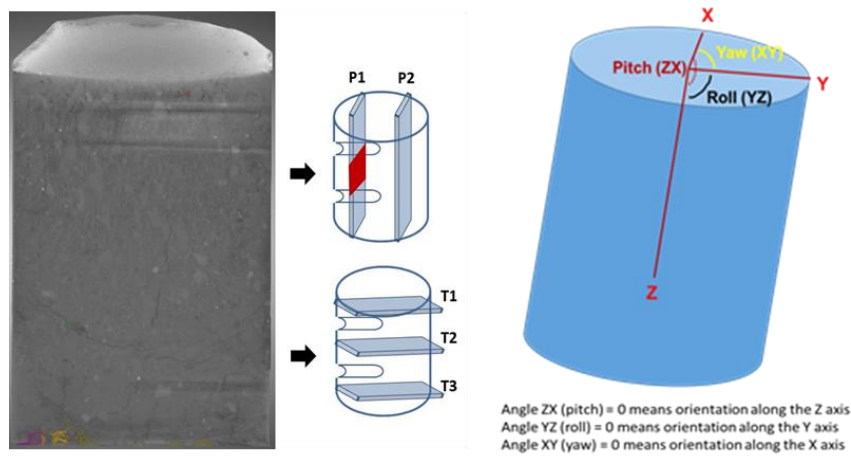 P1
P2
T1
T2
T3
X
Yaw (XY)
Pitch (ZX)
Y
Roll (YZ)
Z
Angle ZX (pitch) = 0 means orientation along the Z axis
Angle YZ (roll) = 0 means orientation along the Y axis
Angle XY (yaw) = 0 means orientation along the X axis